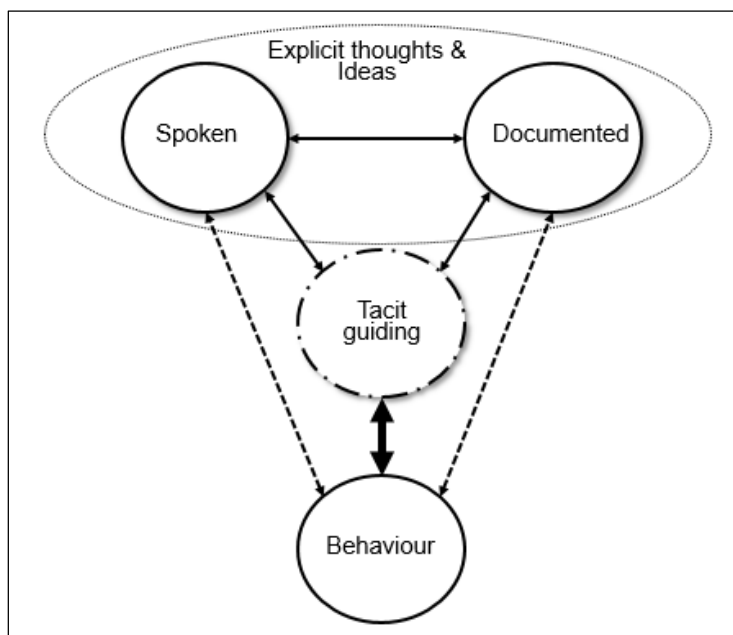 Explicit thoughts &
Ideas
Spoken
Documented
Tacit
guiding
Behaviour